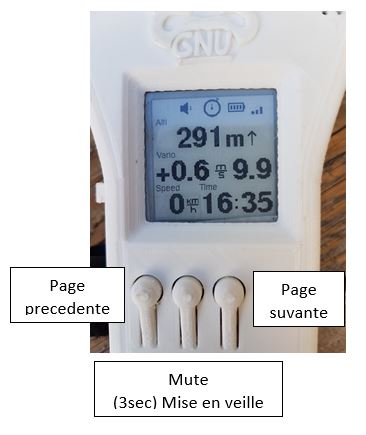 GNU
Alti
291m↑
Vario
+0.6 m/s 9.9
Speed Time
0 km/h 16:35
Page
precedente
Page
suvante
Mute
(3sec) Mise en veille